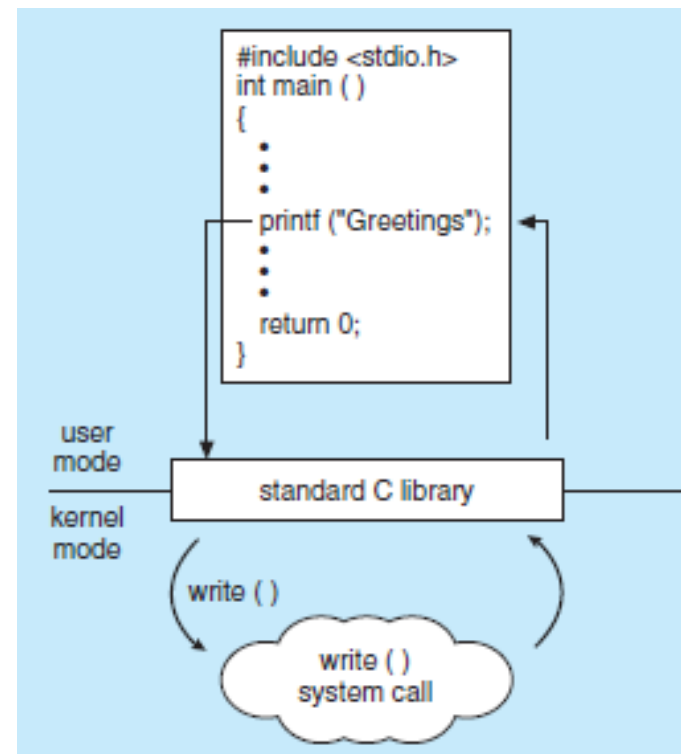 #include <stdio.h>
int main ( )
{
•
•
•
printf ("Greetings");
•
•
•
return 0;
}
user
mode
standard C library
kernel
mode
write ( )
write ( )
system call